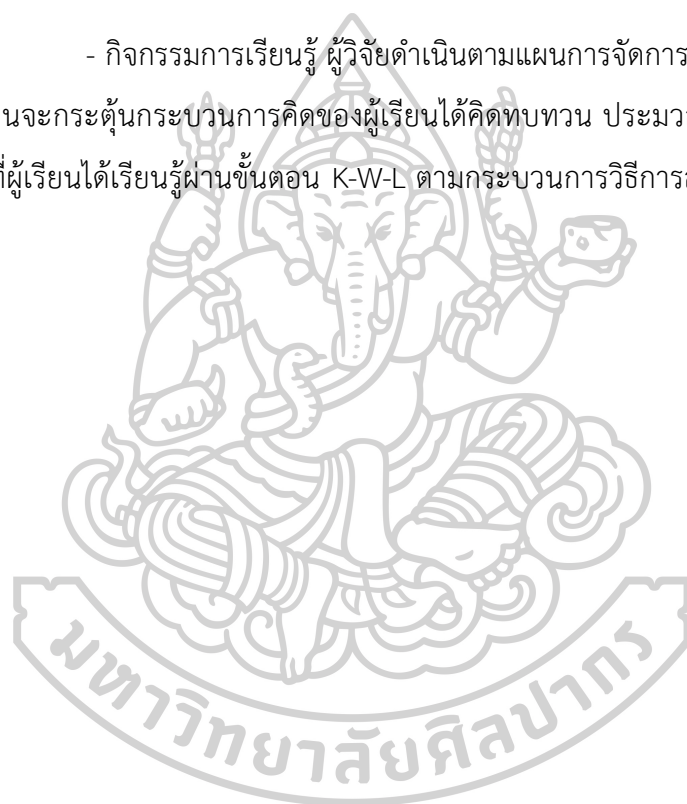 - กิจกรรมการเรียนรู้ ผู้วิจัยดำเนินตามแผนการจัดการ
นจะกระตุ้นกระบวนการคิดของผู้เรียนได้คิดทบทวน
ที่ผู้เรียนได้เรียนรู้ผ่านขั้นตอน K-W-L ตามกระบวนการวิธีการ
มหาวิทยาลัยศิลปากร